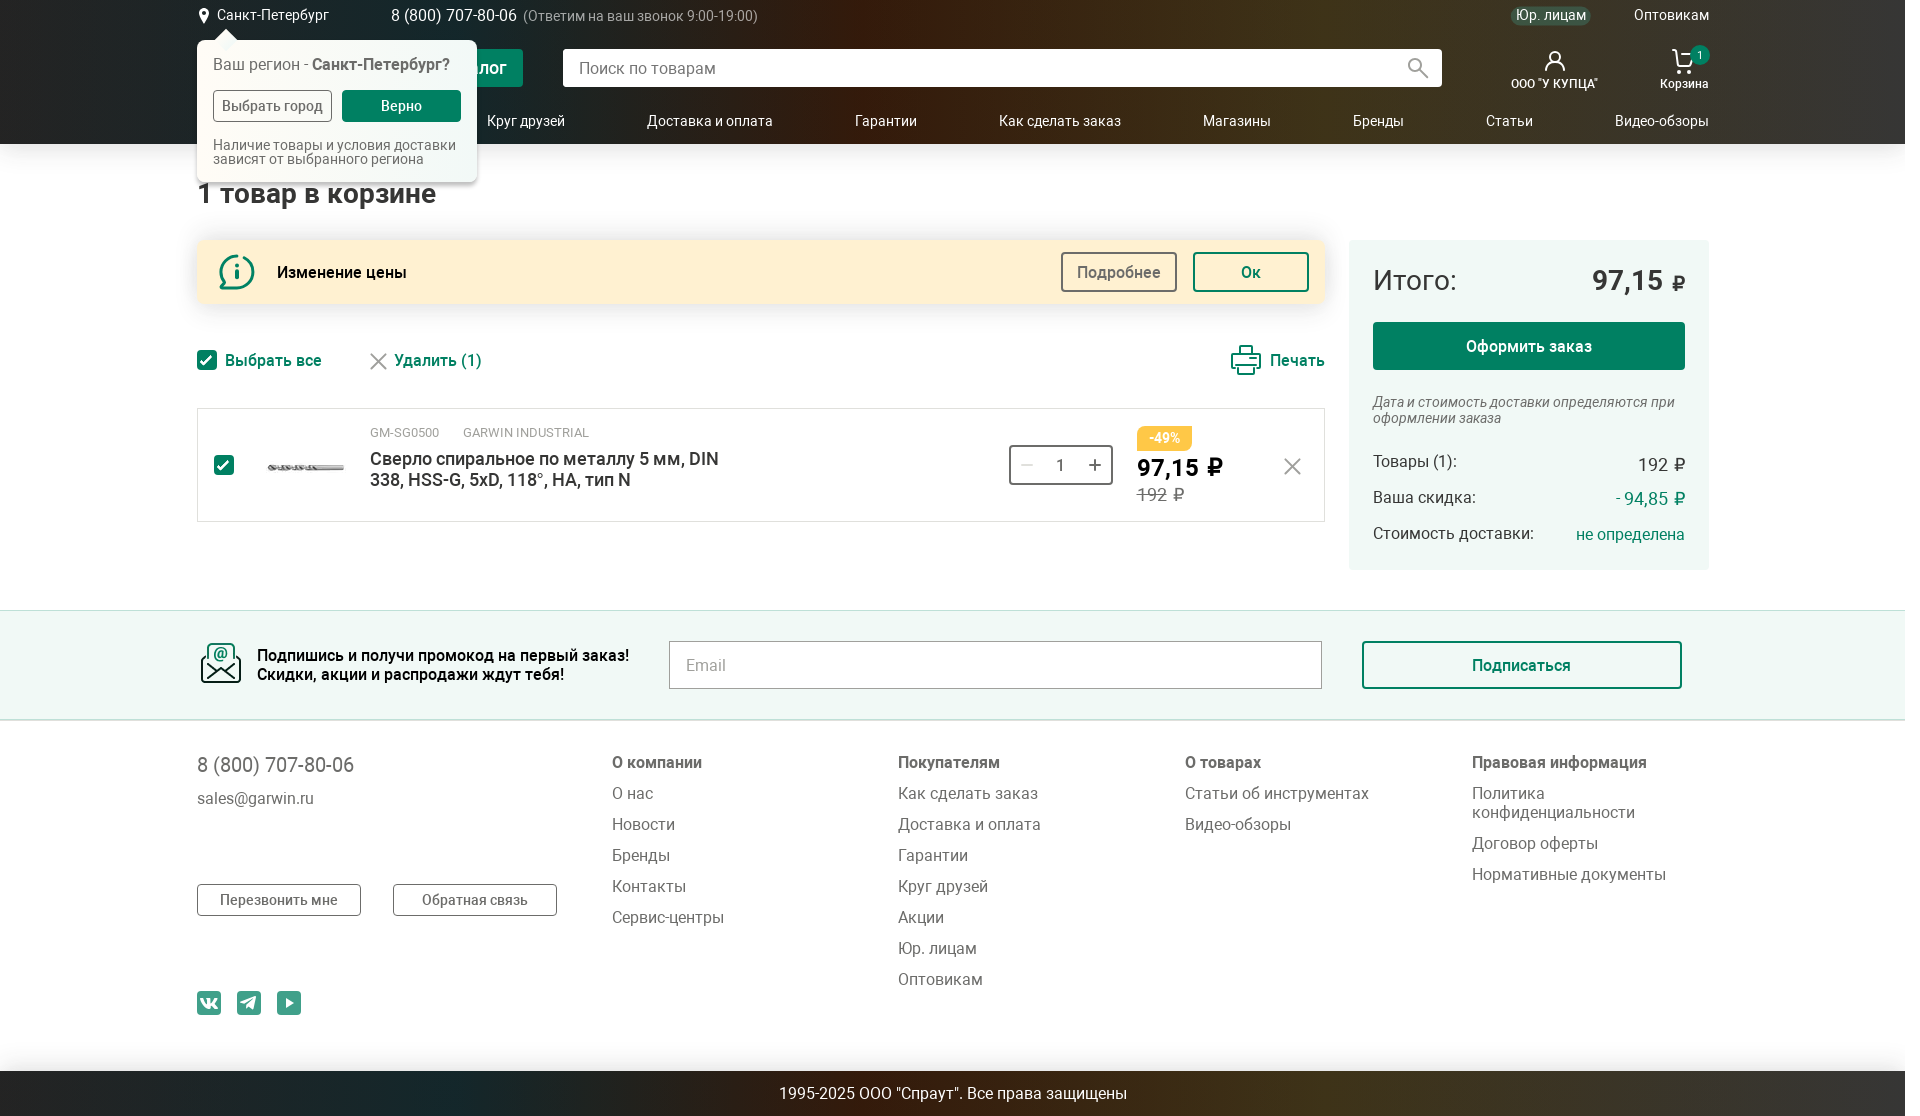 Санкт-Петербург
8 (800) 707-80-06 (Ответим на ваш звонок 9:00-19:00)
Юр. лицам
Оптовикам
Ваш регион - Санкт-Петербург?
Выбрать город
Верно
Наличие товары и условия доставки
зависят от выбранного региона
лог
Поиск по товарам
ООО "У КУПЦА"
1
Корзина
Круг друзей
Доставка и оплата
Гарантии
Как сделать заказ
Магазины
Бренды
Статьи
Видео-обзоры
1 товар в корзине
Изменение цены
Подробнее
Ок
Выбрать все
Удалить (1)
Печать
GM-SG0500
GARWIN INDUSTRIAL
Сверло спиральное по металлу 5 мм, DIN
338, HSS-G, 5xD, 118°, HA, тип N
1
-49%
97,15 ₽
192 ₽
Итого:
97,15 ₽
Оформить заказ
Дата и стоимость доставки определяются при
оформлении заказа
Товары (1):
192 ₽
Ваша скидка:
- 94,85 ₽
Стоимость доставки:
не определена
Подпишись и получи промокод на первый заказ!
Скидки, акции и распродажи ждут тебя!
Email
Подписаться
8 (800) 707-80-06
sales@garwin.ru
Перезвонить мне
Обратная связь
О компании
О нас
Новости
Бренды
Контакты
Сервис-центры
Покупателям
Как сделать заказ
Доставка и оплата
Гарантии
Круг друзей
Акции
Юр. лицам
Оптовикам
О товарах
Статьи об инструментах
Видео-обзоры
Правовая информация
Политика
конфиденциальности
Договор оферты
Нормативные документы
1995-2025 ООО "Спраут". Все права защищены